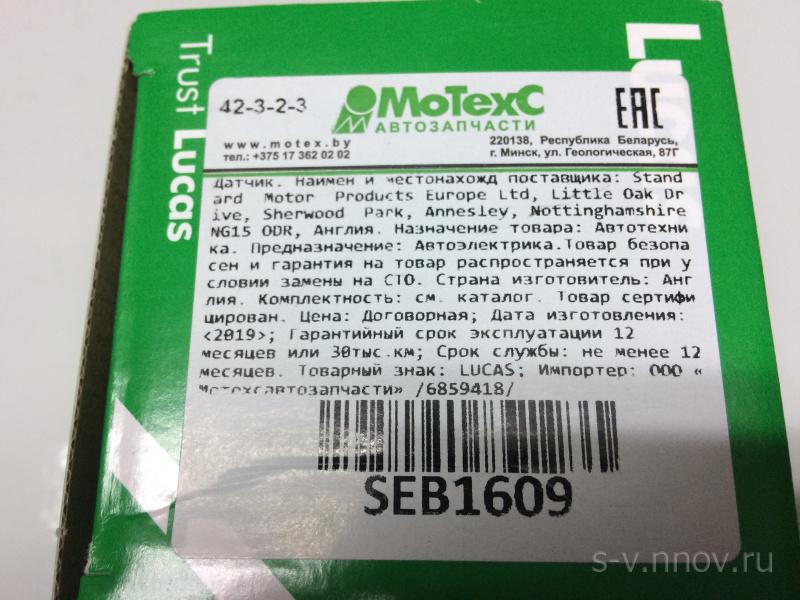 Trust Lucas
Lucas
42-3-2-3
МоТехС
АВТОЗАПЧАСТИ
EAC
www.motex.by
тел.: +375 17 362 02 02
220138, Республика Беларусь,
г. Минск, ул. Геологическая, 87Г
Датчик. Наимен и местонахожд поставщика: Stand
ard Motor Products Europe Ltd, Little Oak Dr
ive, Sherwood Park, Annesley, Nottinghamshire
NG15 0DR, Англия. Назначение товара: Автотехни
ка. Предназначение: Автоэлектрика.Товар безопа
сен и гарантия на товар распространяется при у
словии замены на СТО. Страна изготовитель: Анг
лия. Комплектность: см. каталог. Товар сертифи
цирован. Цена: Договорная; Дата изготовления:
<2019>; Гарантийный срок эксплуатации 12
месяцев или 30тыс.км; Срок службы: не менее 12
месяцев. Товарный знак: LUCAS; Импортер: ООО «
Мотехсавтозапчасти» /6859418/
SEB1609
s-v.nnov.ru